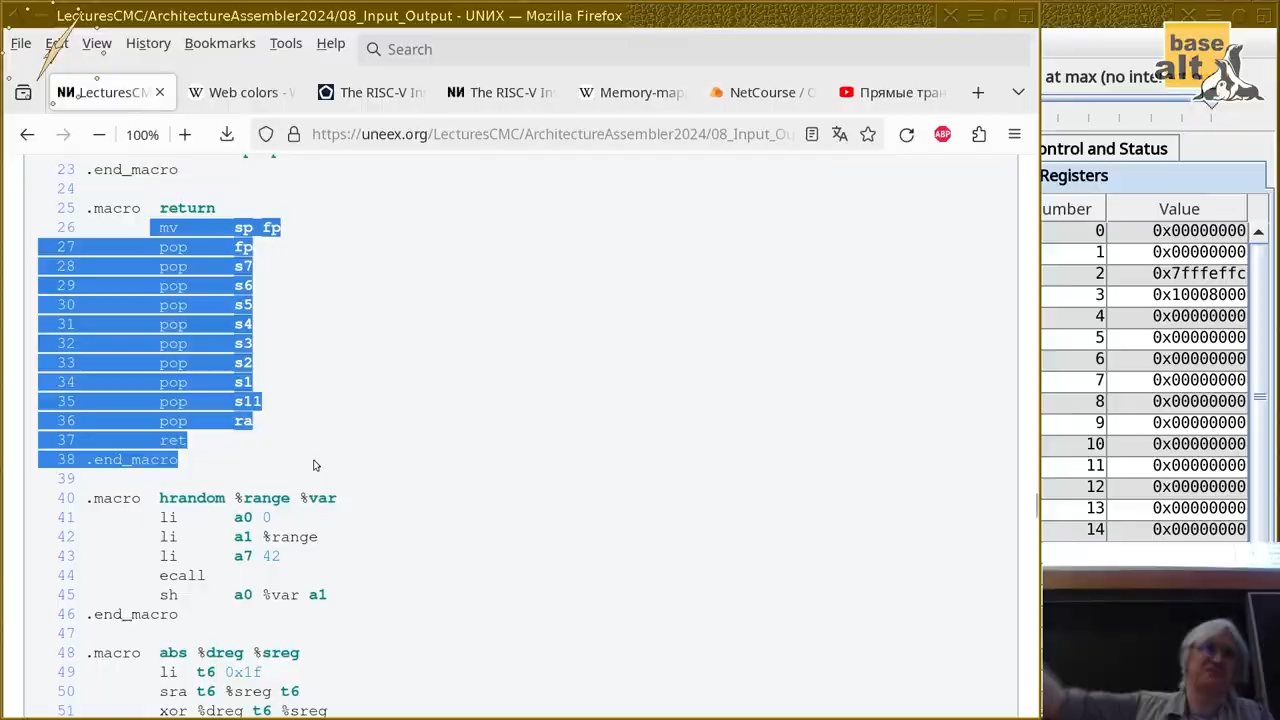 LecturesCMC/ArchitectureAssembler2024/08_Input_Output - UNИX — Mozilla Firefox
File Edit View History Bookmarks Tools Help Search
LecturesCM Web colors - W The RISC-V In NИ The RISC-V In Memory-map NetCourse / C Прямые тран
100% https://uneex.org/LecturesCMC/ArchitectureAssembler2024/08_Input_Ou ABP
base
alt
at max (no inte
ontrol and Status
Registers
umber Value
0 0x00000000
1 0x00000000
2 0x7fffeffc
3 0x10008000
4 0x00000000
5 0x00000000
6 0x00000000
7 0x00000000
8 0x00000000
9 0x00000000
10 0x00000000
11 0x00000000
12 0x00000000
13 0x00000000
14 0x00000000
23 .end_macro
24
25 .macro return
26 mv sp fp
27 pop fp
28 pop s7
29 pop s6
30 pop s5
31 pop s4
32 pop s3
33 pop s2
34 pop s1
35 pop s11
36 pop ra
37 ret
38 .end_macro
39
40 .macro hrandom %range %var
41 li a0 0
42 li a1 %range
43 li a7 42
44 ecall
45 sh a0 %var a1
46 .end_macro
47
48 .macro abs %dreg %sreg
49 li t6 0x1f
50 sra t6 %sreg t6
51 xor %dreg t6 %sreg